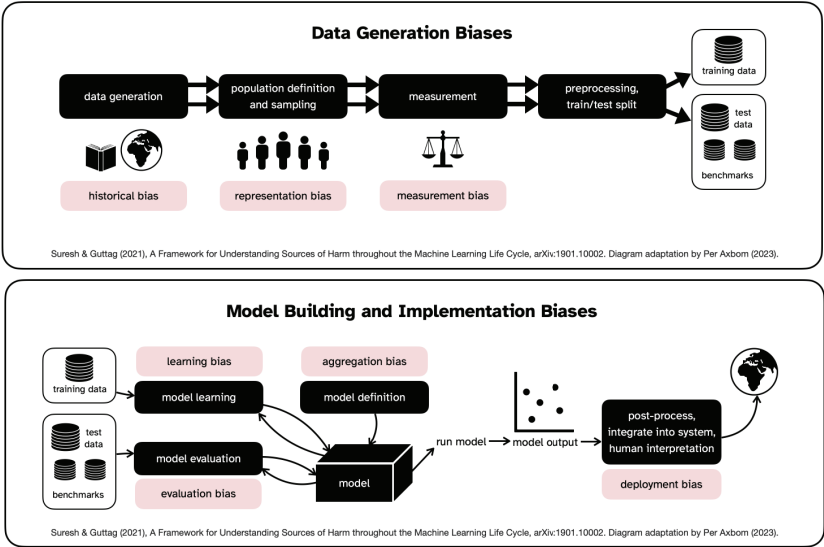 Data Generation Biases
data generation
population definition
and sampling
measurement
preprocessing,
train/test split
training data
test
data
benchmarks
historical bias
representation bias
measurement bias
Suresh & Guttag (2021), A Framework for Understanding Sources of Harm throughout the Machine Learning Life Cycle, arXiv:1901.10002. Diagram adaptation by Per Axbom (2023).
Model Building and Implementation Biases
training data
learning bias
model learning
aggregation bias
model definition
test
data
benchmarks
model evaluation
evaluation bias
model
run model
model output
post-process,
integrate into system,
human interpretation
deployment bias
Suresh & Guttag (2021), A Framework for Understanding Sources of Harm throughout the Machine Learning Life Cycle, arXiv:1901.10002. Diagram adaptation by Per Axbom (2023).